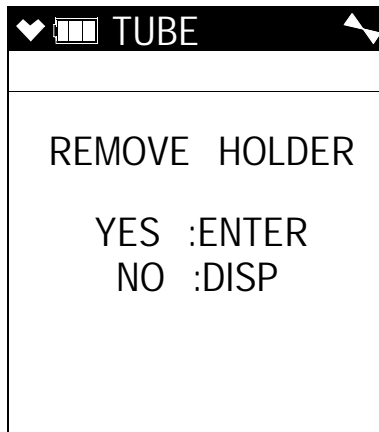 TUBE
REMOVE HOLDER
YES :ENTER
NO :DISP